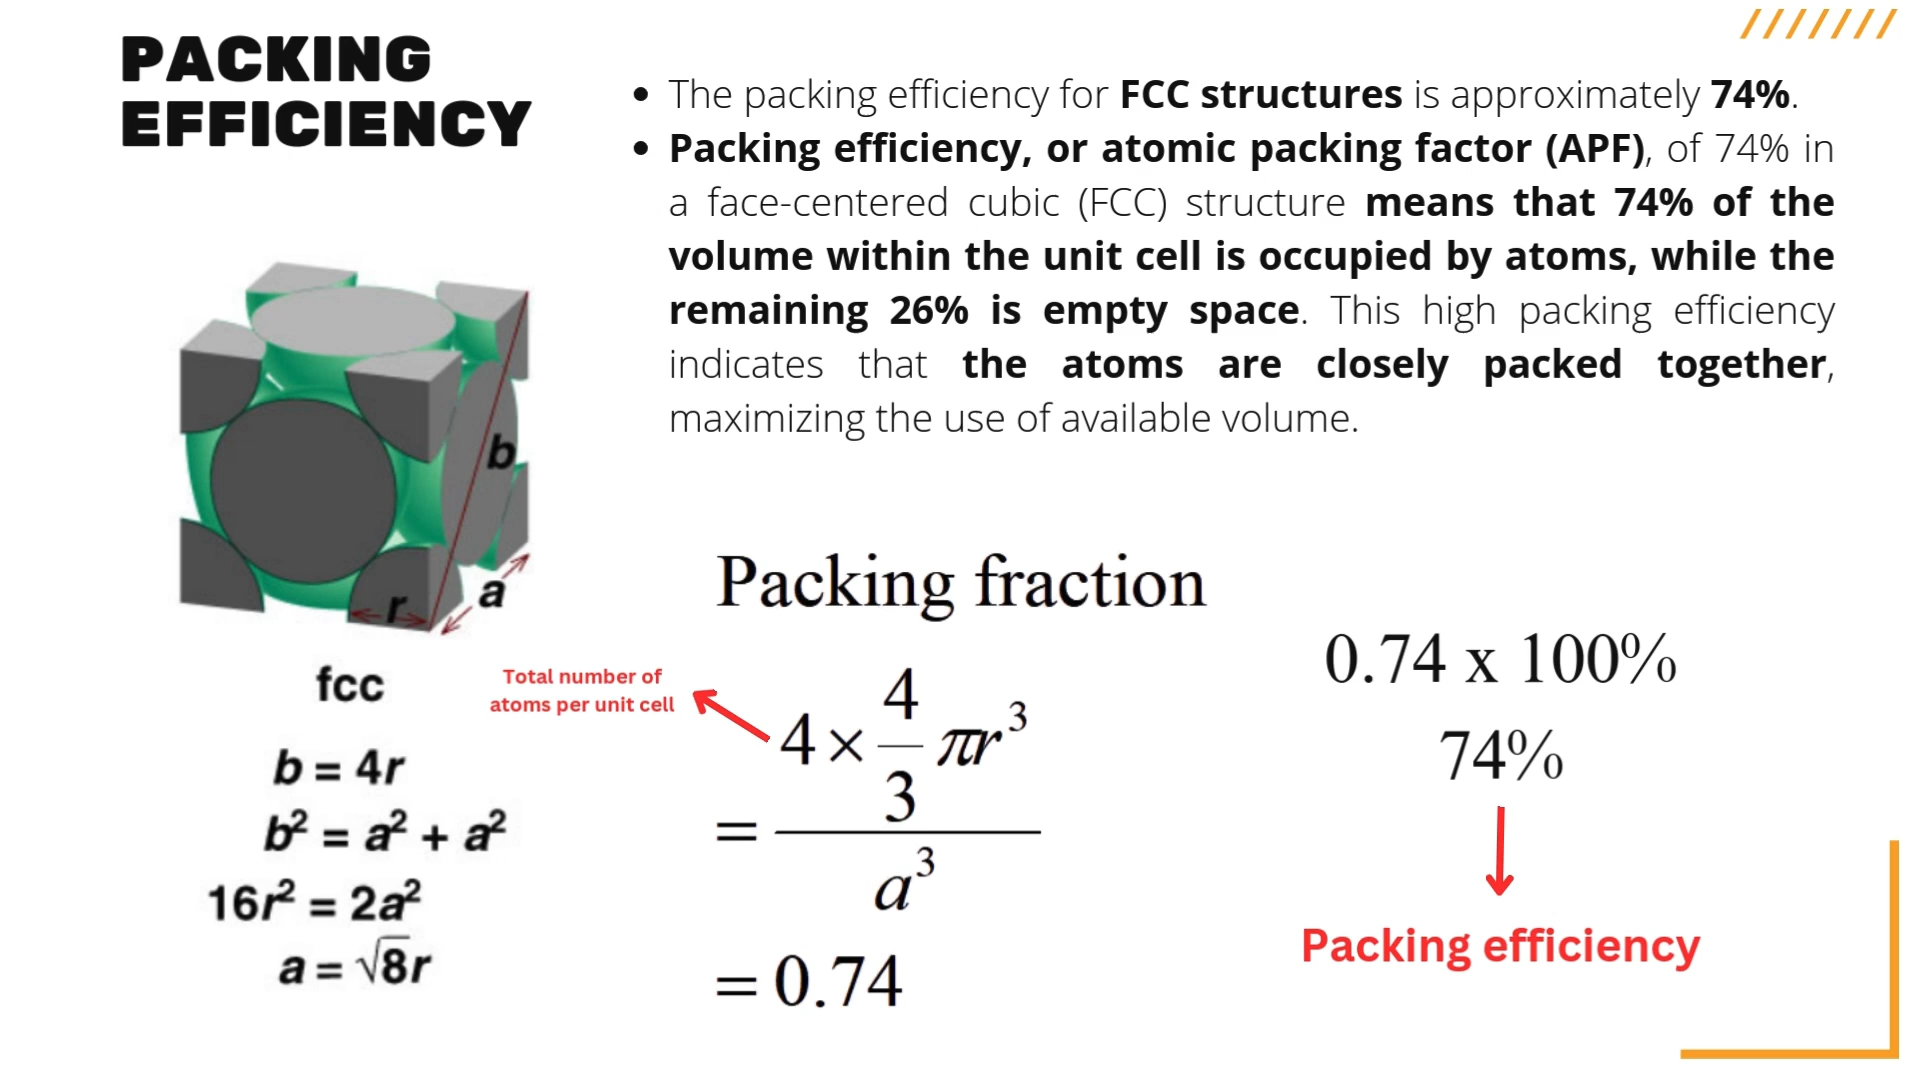 PACKING
EFFICIENCY
• The packing efficiency for FCC structures is approximately 74%.
• Packing efficiency, or atomic packing factor (APF), of 74% in
a face-centered cubic (FCC) structure means that 74% of the
volume within the unit cell is occupied by atoms, while the
remaining 26% is empty space. This high packing efficiency
indicates that the atoms are closely packed together,
maximizing the use of available volume.
b
a
r
fcc
b = 4r
b² = a² + a²
16r² = 2a²
a = √8r
Total number of
atoms per unit cell
Packing fraction
= (4 × 4/3 πr³) / a³
= 0.74
0.74 x 100%
74%
Packing efficiency